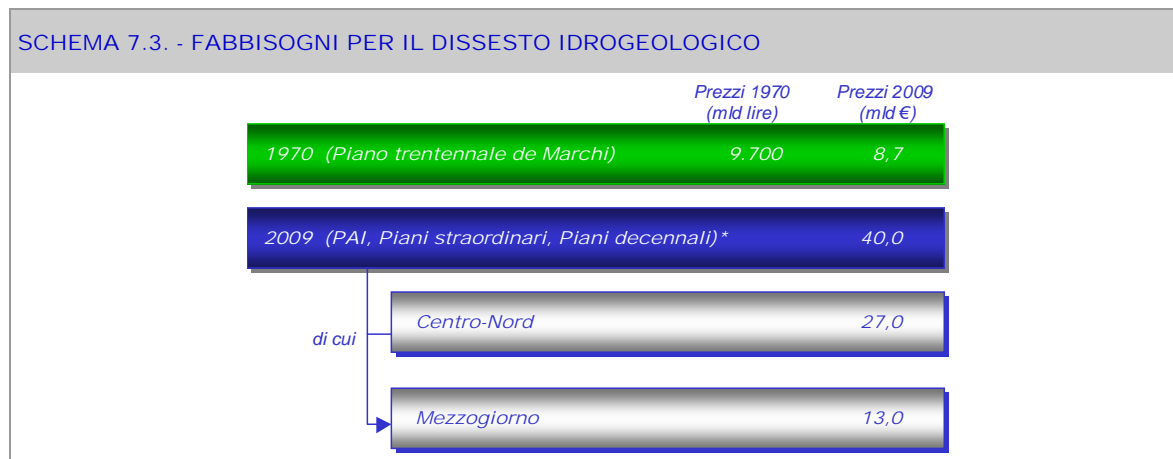 SCHEMA 7.3. - FABBISOGNI PER IL DISSESTO IDROGEOLOGICO
Prezzi 1970 Prezzi 2009
(mld lire) (mld €)
1970 (Piano trentennale de Marchi) 9.700 8,7
2009 (PAI, Piani straordinari, Piani decennali)* 40,0
Centro-Nord 27,0
di cui
Mezzogiorno 13,0